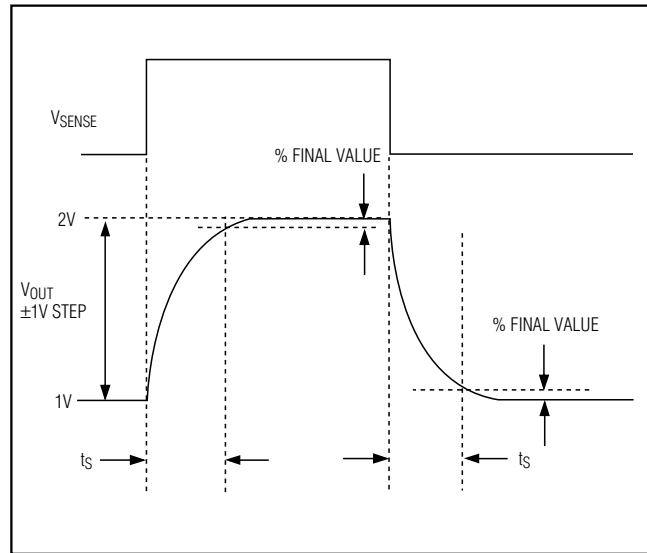 VSENSE
% FINAL VALUE
2V
VOUT
±1V STEP
% FINAL VALUE
1V
tS
tS